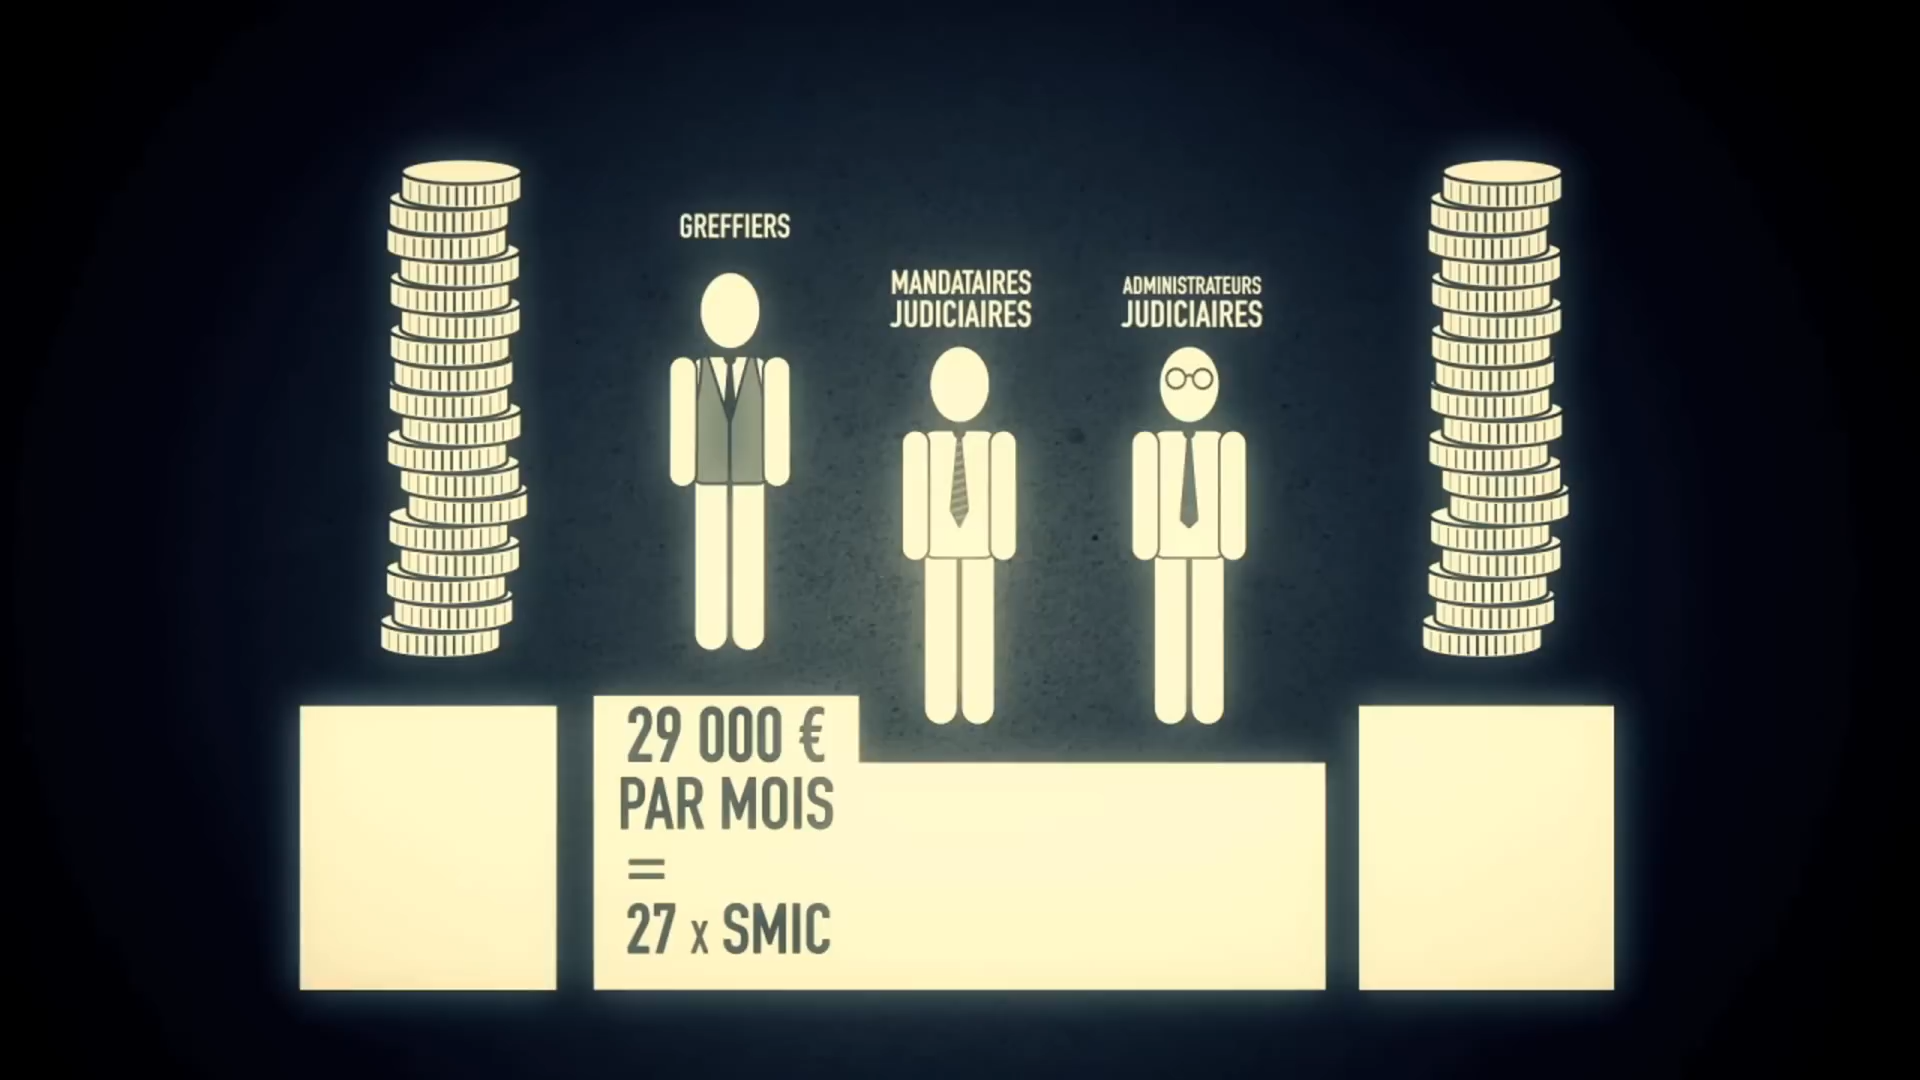 GREFFIERS
MANDATAIRES
JUDICIAIRES
ADMINISTRATEURS
JUDICIAIRES
29 000 €
PAR MOIS
=
27 x SMIC